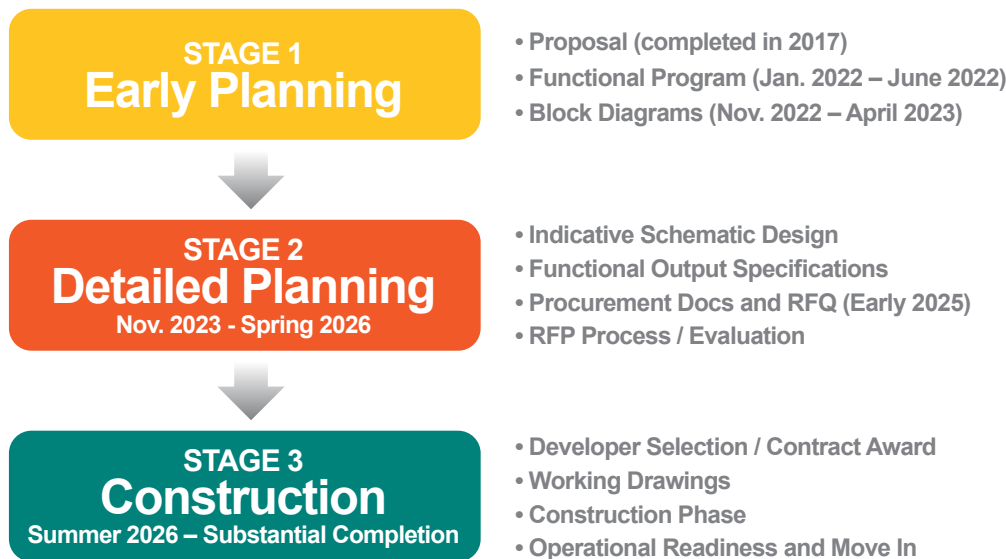 STAGE 1
Early Planning
• Proposal (completed in 2017)
• Functional Program (Jan. 2022 – June 2022)
• Block Diagrams (Nov. 2022 – April 2023)
STAGE 2
Detailed Planning
Nov. 2023 - Spring 2026
• Indicative Schematic Design
• Functional Output Specifications
• Procurement Docs and RFQ (Early 2025)
• RFP Process / Evaluation
STAGE 3
Construction
Summer 2026 – Substantial Completion
• Developer Selection / Contract Award
• Working Drawings
• Construction Phase
• Operational Readiness and Move In